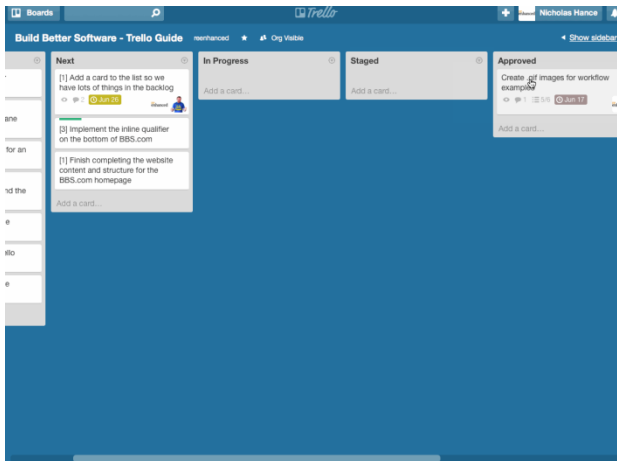 Boards
Trello
Nicholas Hance
Build Better Software - Trello Guide
reenhanced
Org Visible
Show sidebar
ane
for an
nd the
e
ello
e
Next
[1] Add a card to the list so we
have lots of things in the backlog
2
Jun 26
[3] Implement the inline qualifier
on the bottom of BBS.com
[1] Finish completing the website
content and structure for the
BBS.com homepage
Add a card...
In Progress
Add a card...
Staged
Add a card...
Approved
Create .gif images for workflow
examples
1
5/5
Jun 17
Add a card...